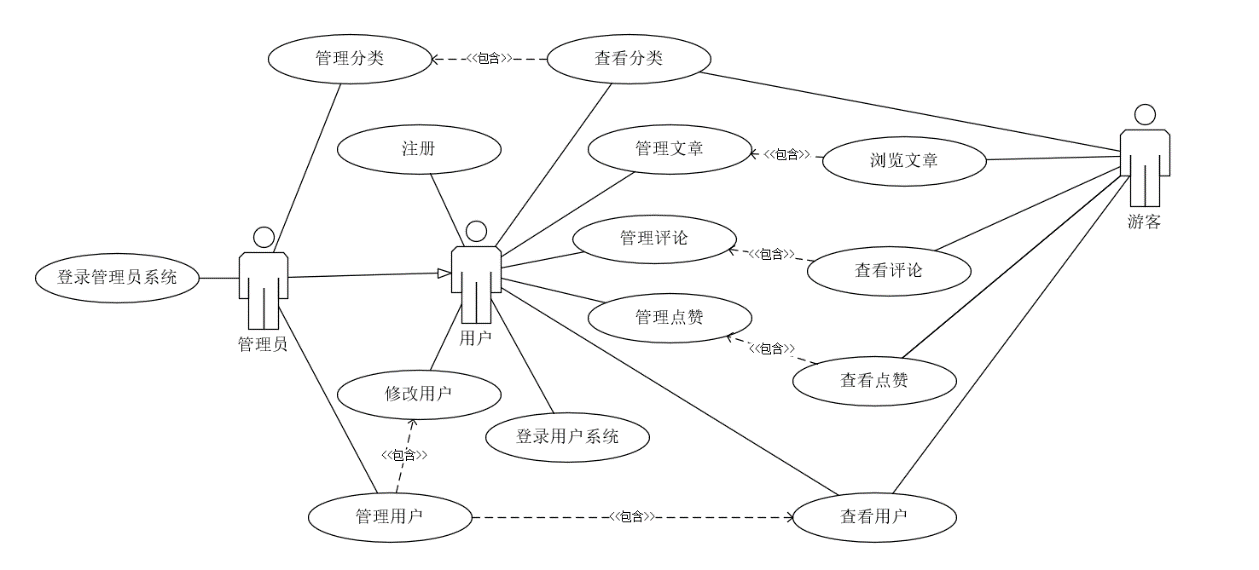 管理分类
<<包含>>
查看分类
注册
管理文章
<<包含>>
浏览文章
游客
管理评论
<<包含>>
查看评论
登录管理员系统
管理员
用户
管理点赞
<<包含>>
查看点赞
修改用户
登录用户系统
<<包含>>
管理用户
<<包含>>
查看用户